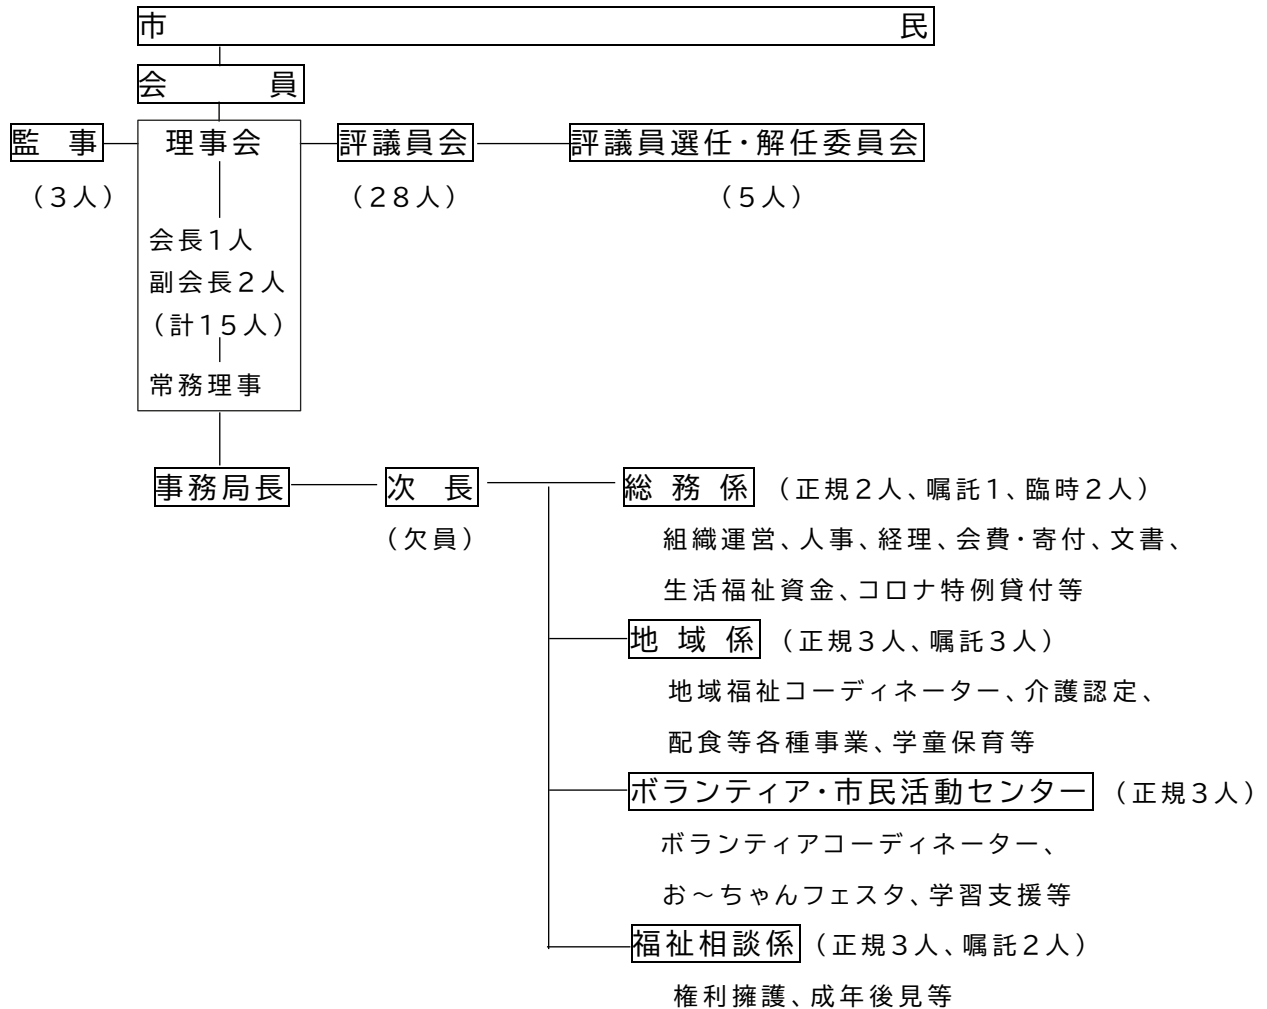 市 民
会 員
監 事
理事会
評議員会
評議員選任・解任委員会
（３人）
（２８人）
（５人）
会長１人
副会長２人
（計１５人）
常務理事
事務局長
次 長
総 務 係 （正規２人、嘱託１、臨時２人）
（欠員）
組織運営、人事、経理、会費・寄付、文書、
生活福祉資金、コロナ特例貸付等
地 域 係 （正規３人、嘱託３人）
地域福祉コーディネーター、介護認定、
配食等各種事業、学童保育等
ボランティア・市民活動センター （正規３人）
ボランティアコーディネーター、
お～ちゃんフェスタ、学習支援等
福祉相談係 （正規３人、嘱託２人）
権利擁護、成年後見等